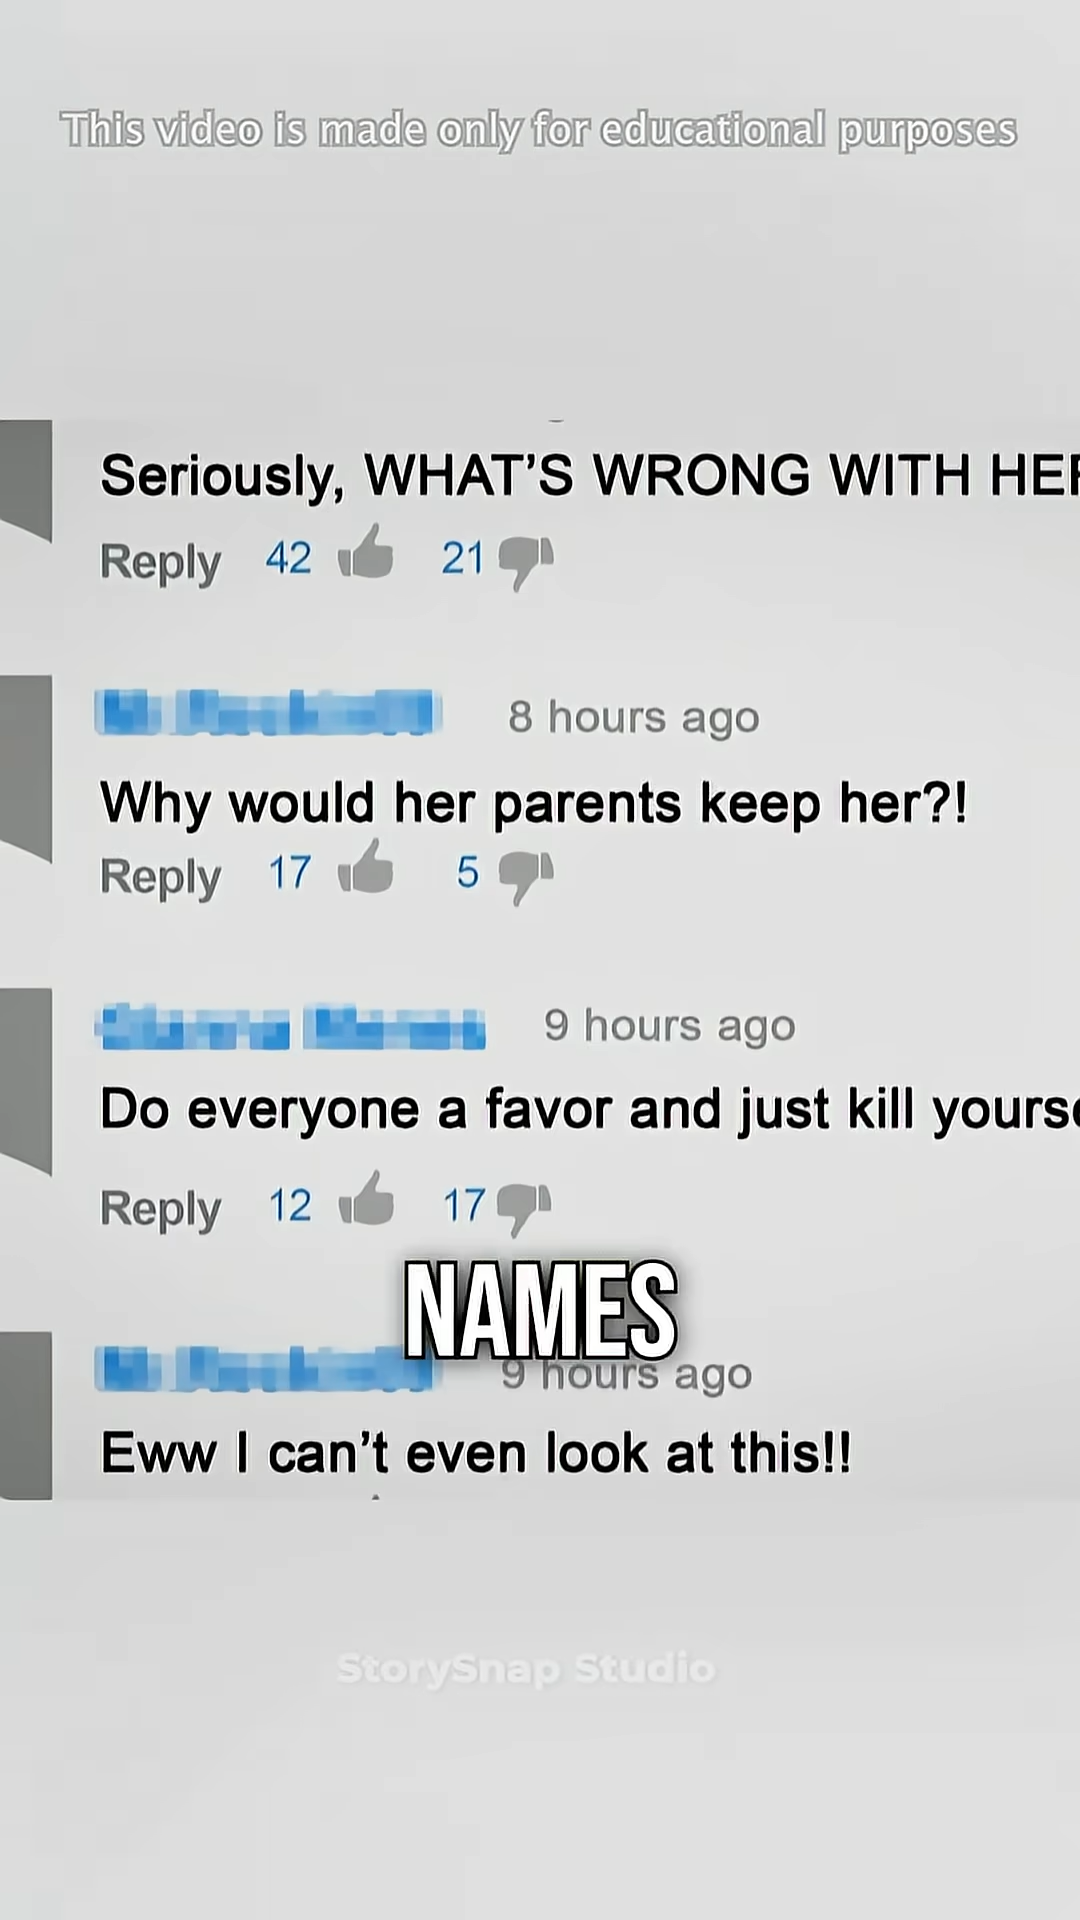 This video is made only for educational purposes
Seriously, WHAT'S WRONG WITH
Reply 42 21
8 hours ago
Why would her parents keep her?!
Reply 17 5
9 hours ago
Do everyone a favor and just kill
Reply 12 17
NAMES
9 hours ago
Eww I can't even look at this!!
StorySnap Studio